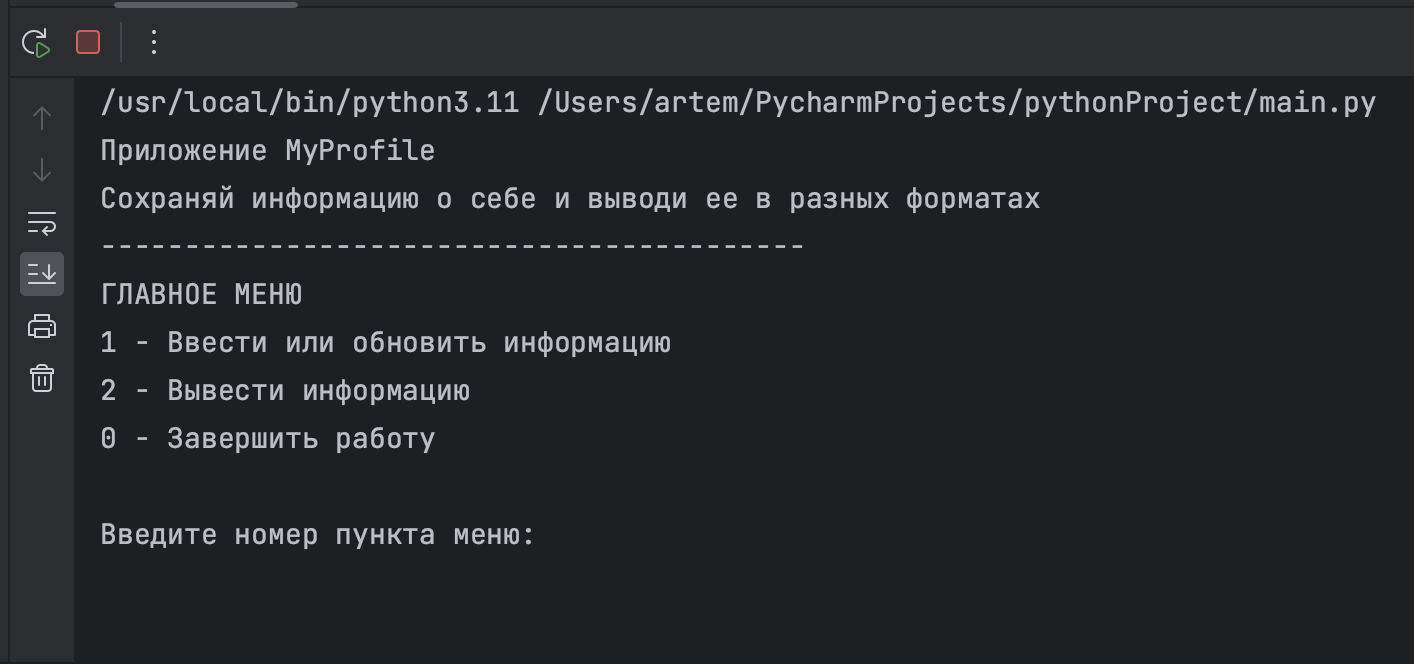 /usr/local/bin/python3.11 /Users/artem/PycharmProjects/pythonProject/main.py
Приложение MyProfile
Сохраняй информацию о себе и выводи ее в разных форматах
------------------------------------------
ГЛАВНОЕ МЕНЮ
1 - Ввести или обновить информацию
2 - Вывести информацию
0 - Завершить работу
Введите номер пункта меню: